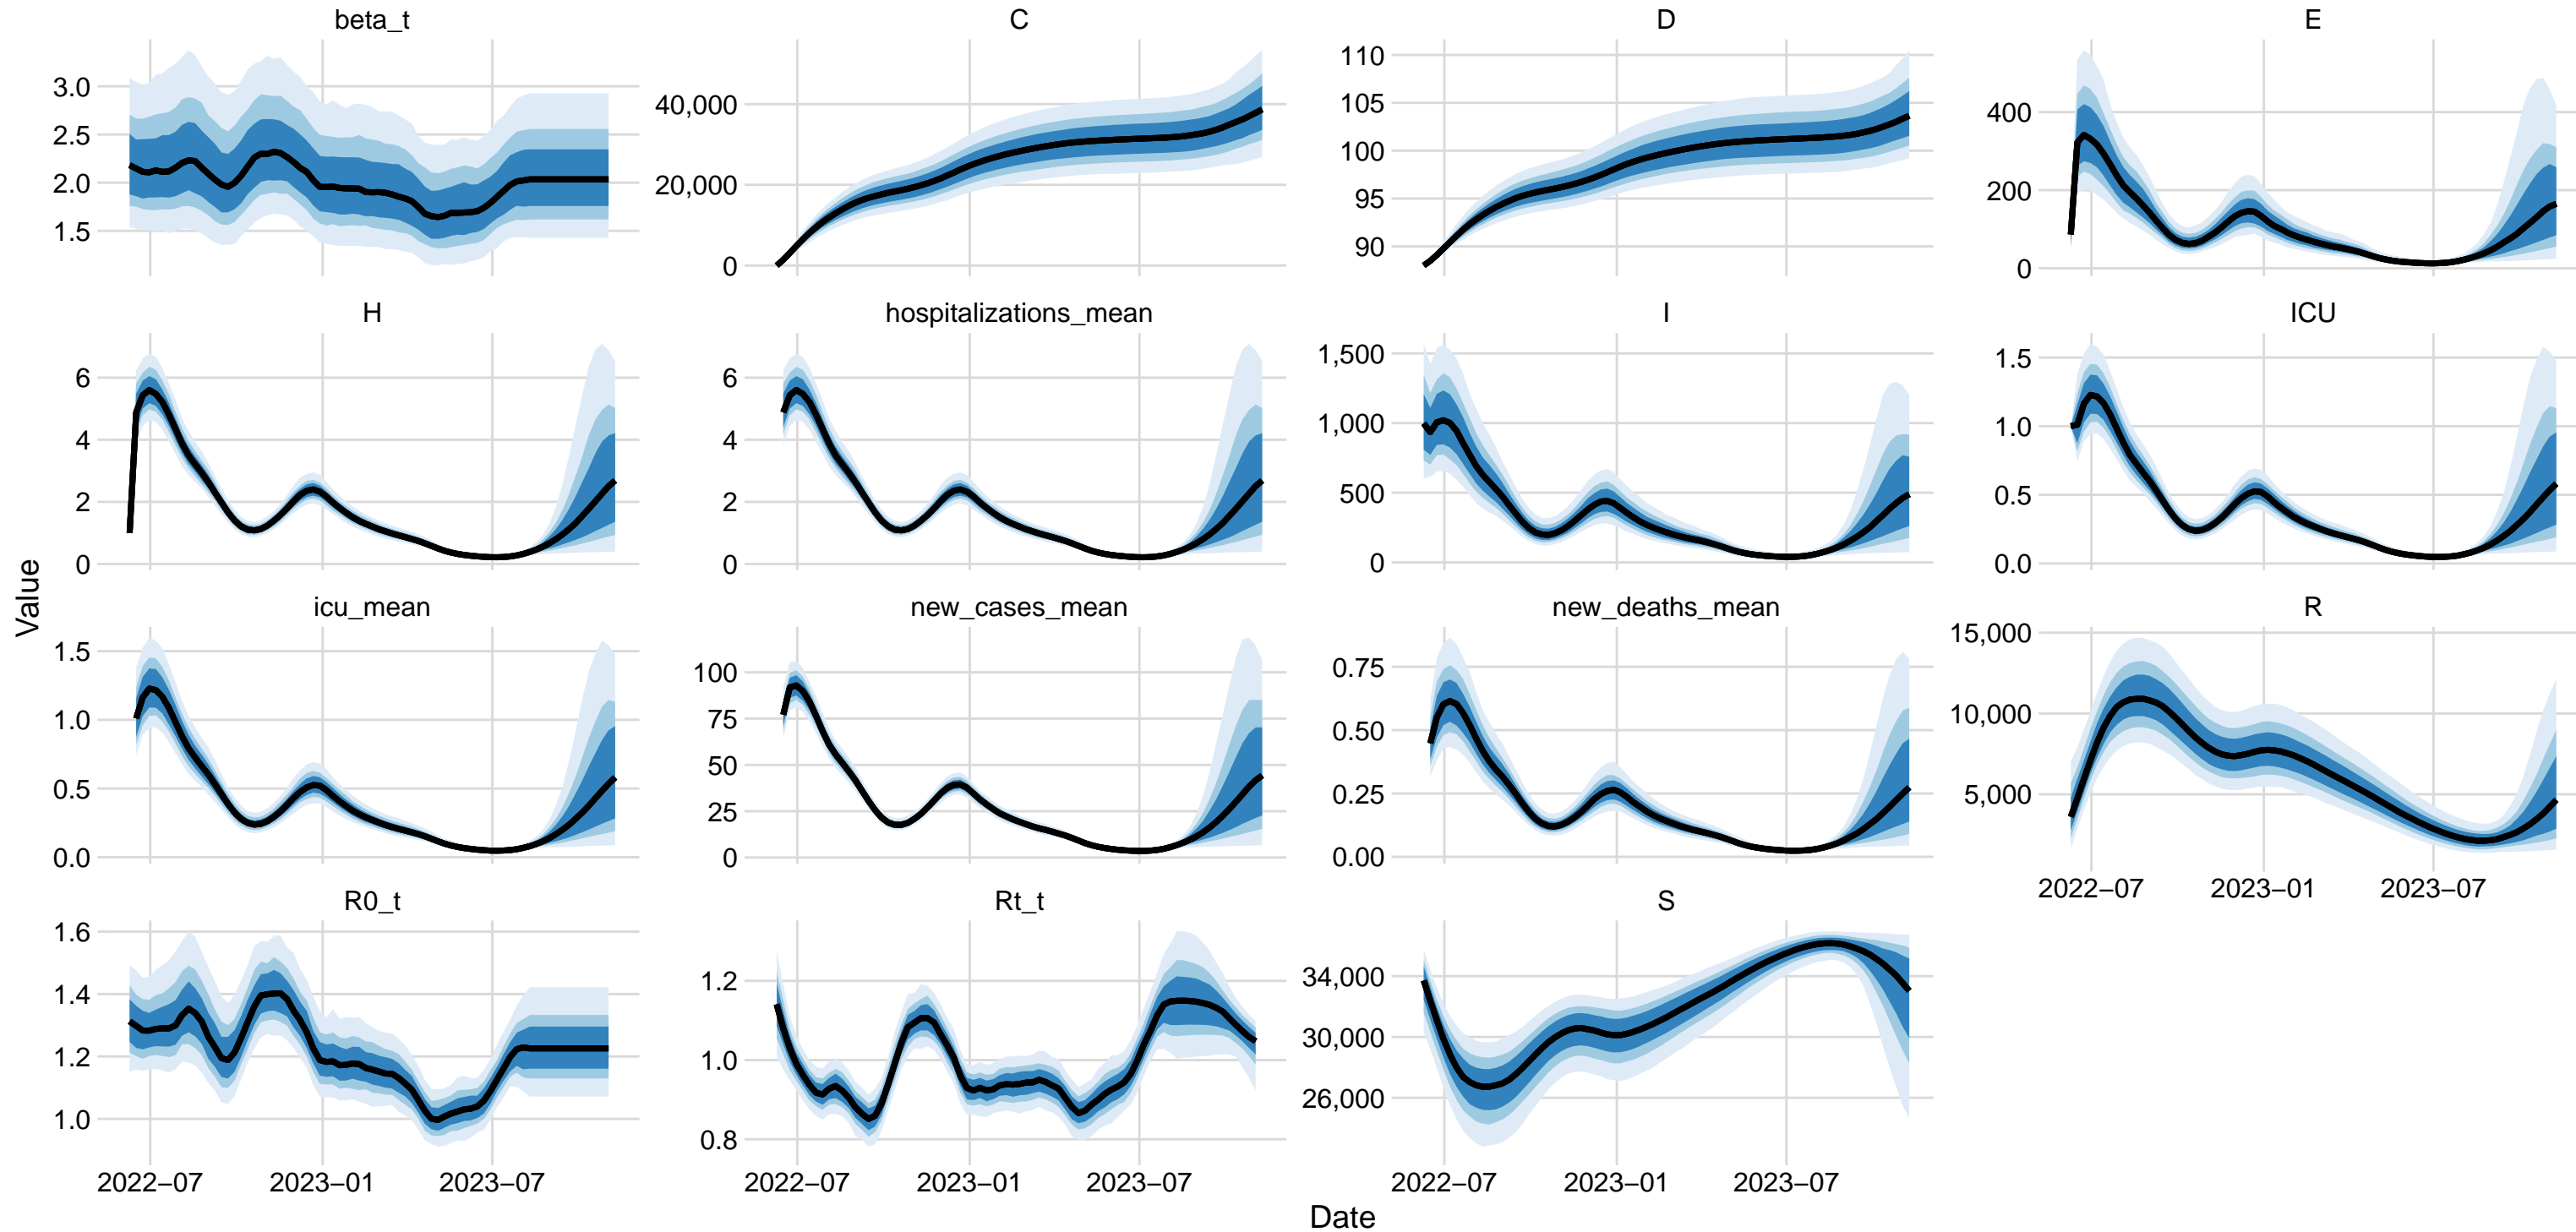 beta_t
C
D
E
3.0
2.5
2.0
1.5
40,000
20,000
0
110
105
100
95
90
400
200
0
H
hospitalizations_mean
I
ICU
6
4
2
0
6
4
2
0
1,500
1,000
500
0
1.5
1.0
0.5
0.0
Value
icu_mean
new_cases_mean
new_deaths_mean
R
1.5
1.0
0.5
0.0
100
75
50
25
0
0.75
0.50
0.25
0.00
15,000
10,000
5,000
2022−07 2023−01 2023−07
R0_t
Rt_t
S
1.6
1.4
1.2
1.0
1.2
1.0
0.8
34,000
30,000
26,000
2022−07 2023−01 2023−07
2022−07 2023−01 2023−07
2022−07 2023−01 2023−07
Date